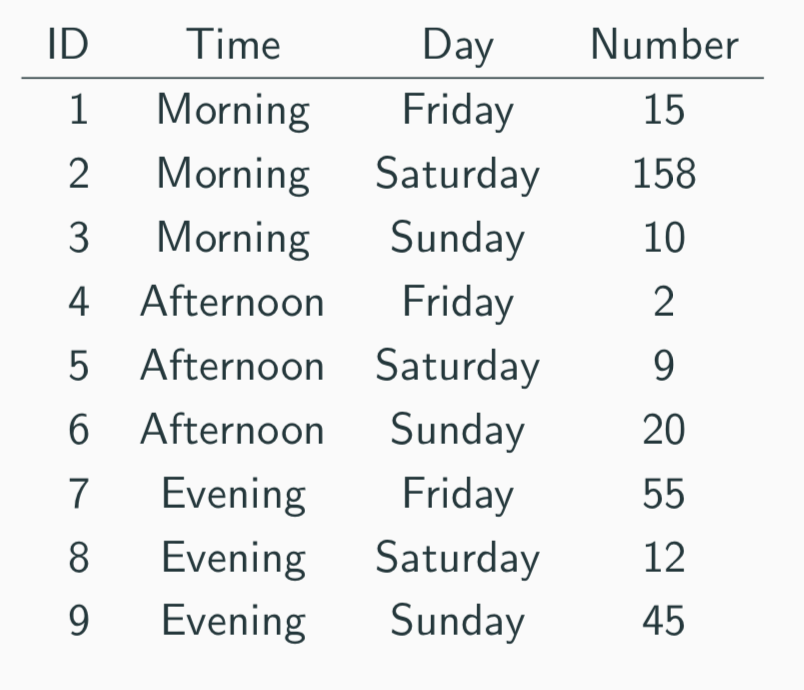 ID Time Day Number
1 Morning Friday 15
2 Morning Saturday 158
3 Morning Sunday 10
4 Afternoon Friday 2
5 Afternoon Saturday 9
6 Afternoon Sunday 20
7 Evening Friday 55
8 Evening Saturday 12
9 Evening Sunday 45